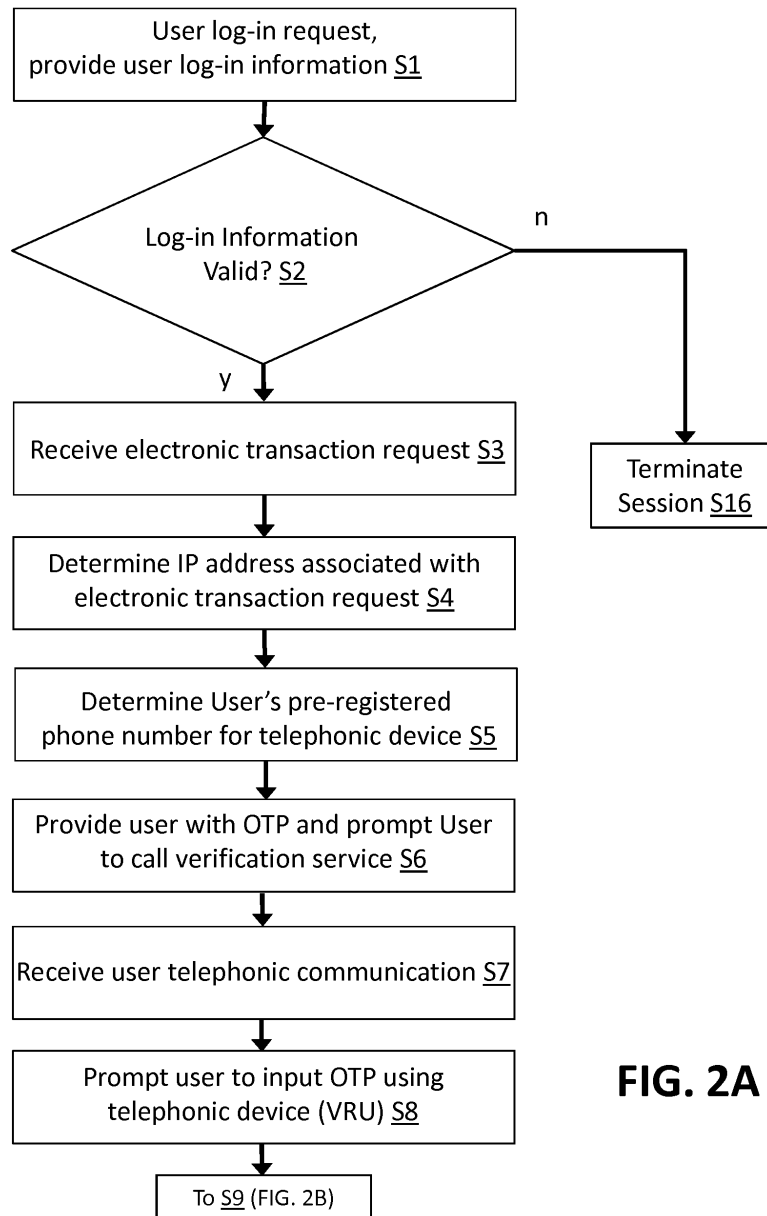 User log-in request,
provide user log-in information S1
Log-in Information
Valid? S2
n
y
Receive electronic transaction request S3
Terminate
Session S16
Determine IP address associated with
electronic transaction request S4
Determine User's pre-registered
phone number for telephonic device S5
Provide user with OTP and prompt User
to call verification service S6
Receive user telephonic communication S7
Prompt user to input OTP using
telephonic device (VRU) S8
FIG. 2A
To S9 (FIG. 2B)